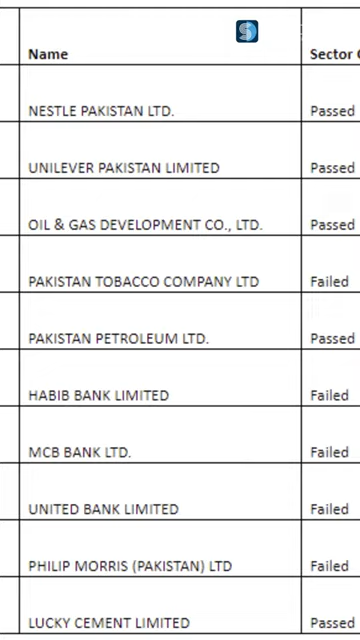 Name Sector
NESTLE PAKISTAN LTD. Passed
UNILEVER PAKISTAN LIMITED Passed
OIL & GAS DEVELOPMENT CO., LTD. Passed
PAKISTAN TOBACCO COMPANY LTD Failed
PAKISTAN PETROLEUM LTD. Passed
HABIB BANK LIMITED Failed
MCB BANK LTD. Failed
UNITED BANK LIMITED Failed
PHILIP MORRIS (PAKISTAN) LTD Failed
LUCKY CEMENT LIMITED Passed